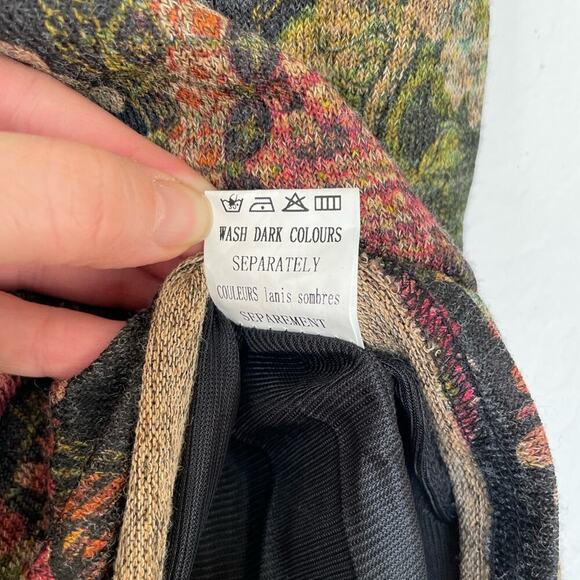 WASH DARK COLOURS
SEPARATELY
COULEURS lanis sombres
SEPAREMENT